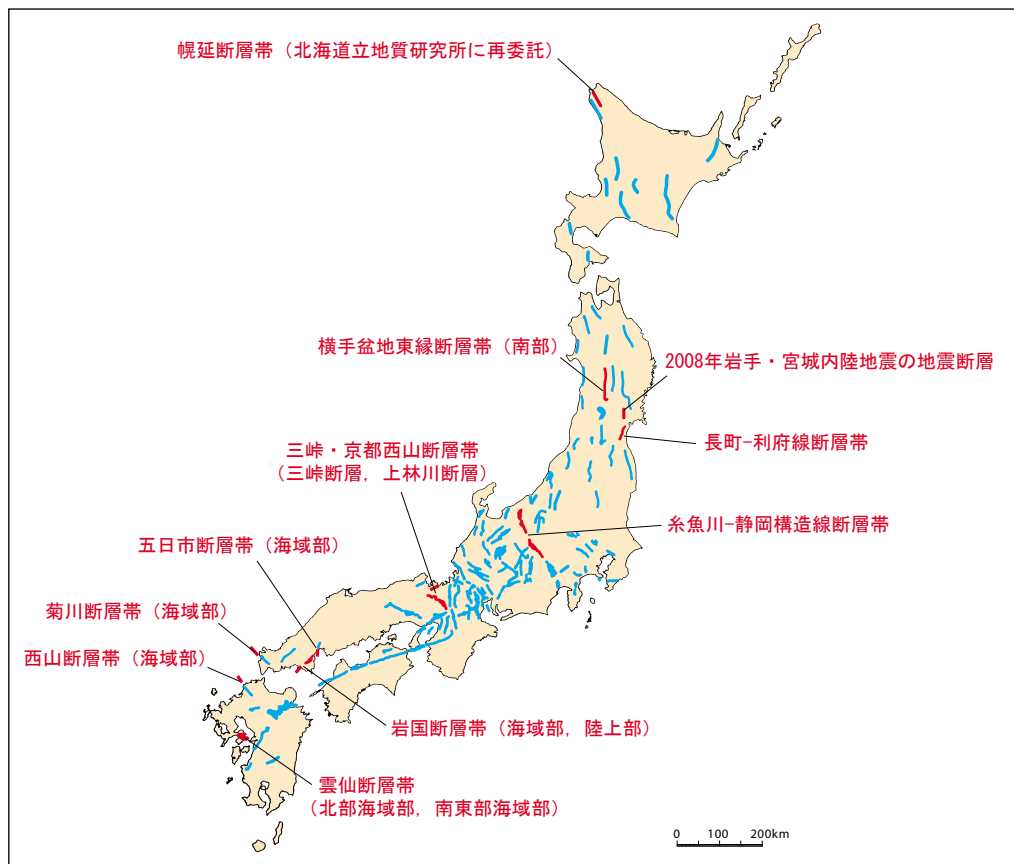 幌延断層帯（北海道立地質研究所に再委託）
横手盆地東縁断層帯（南部）
2008年岩手・宮城内陸地震の地震断層
長町−利府線断層帯
三峠・京都西山断層帯
（三峠断層，上林川断層）
糸魚川−静岡構造線断層帯
五日市断層帯（海域部）
菊川断層帯（海域部）
西山断層帯（海域部）
岩国断層帯（海域部，陸上部）
雲仙断層帯
（北部海域部，南東部海域部）
0 100 200km